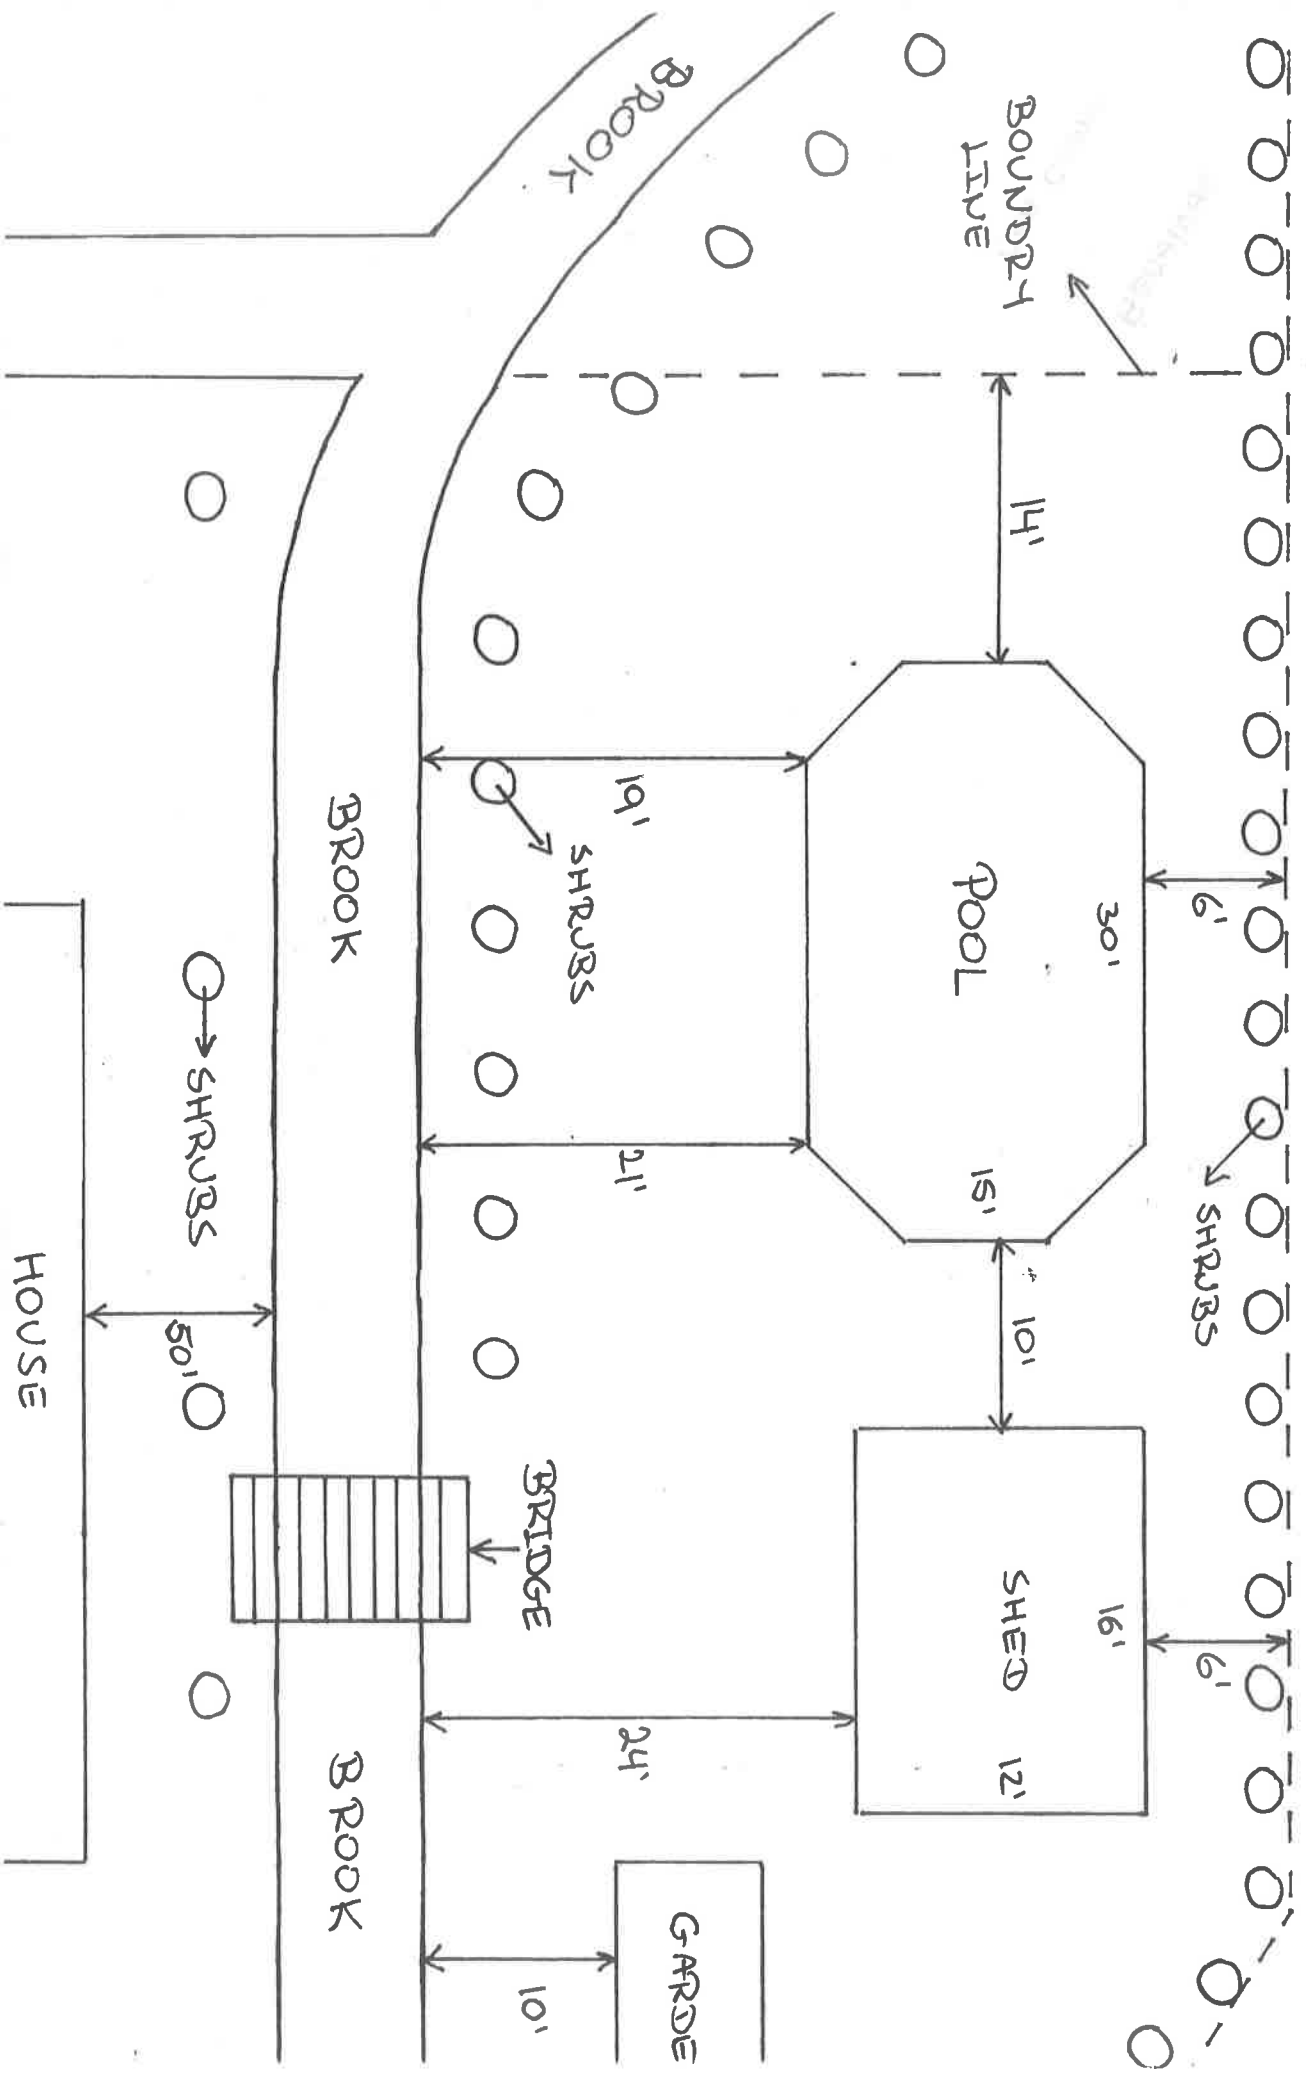 6'
SHRUBS
6'
30'
16'
BOUNDRY
LINE
14'
POOL
15'
10'
SHED
12'
BROOK
GARDE
19'
21'
24'
SHRUBS
BRIDGE
10'
BROOK
BROOK
SHRUBS
50'
HOUSE